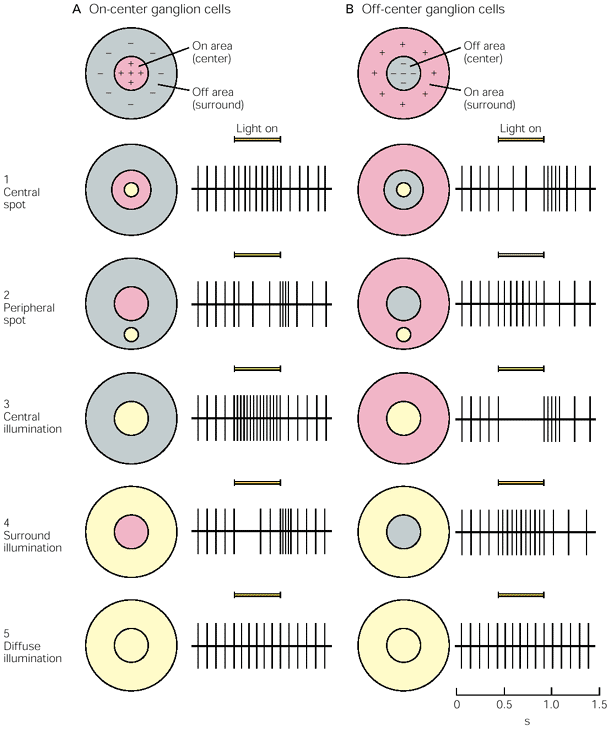 A On-center ganglion cells
B Off-center ganglion cells
On area
(center)
Off area
(surround)
Off area
(center)
On area
(surround)
Light on
Light on
1
Central
spot
2
Peripheral
spot
3
Central
illumination
4
Surround
illumination
5
Diffuse
illumination
0 0.5 1.0 1.5
s